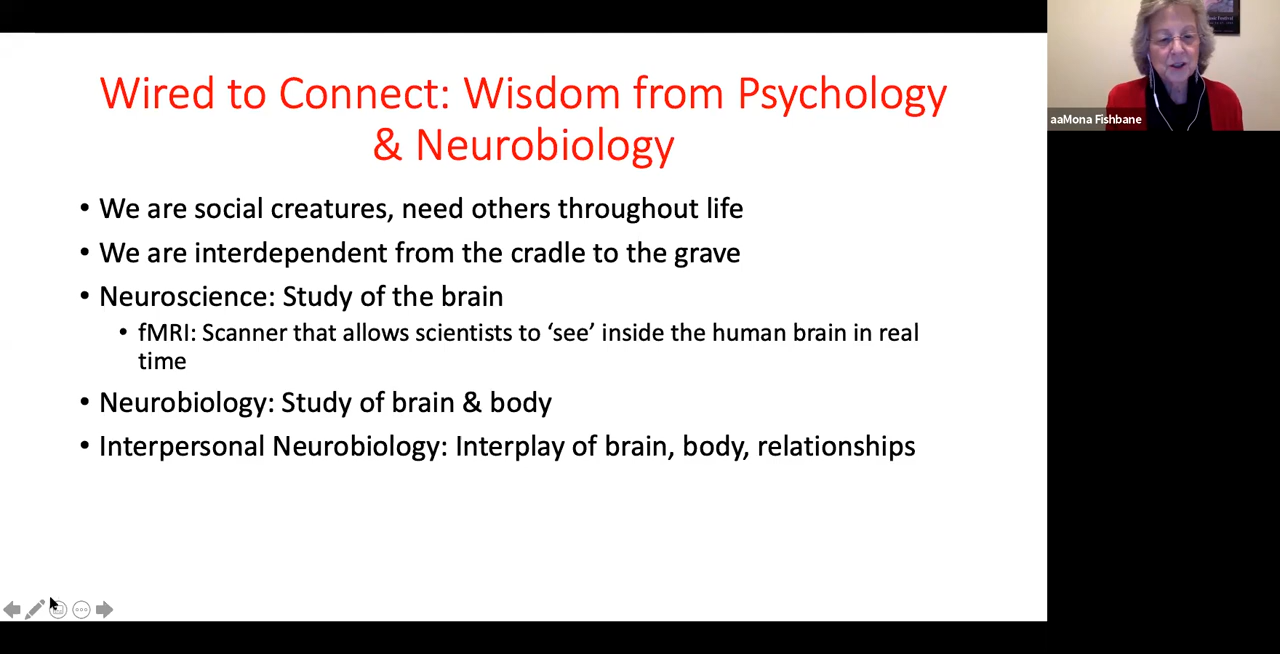 Wired to Connect: Wisdom from Psychology
& Neurobiology
• We are social creatures, need others throughout life
• We are interdependent from the cradle to the grave
• Neuroscience: Study of the brain
• fMRI: Scanner that allows scientists to ‘see’ inside the human brain in real
time
• Neurobiology: Study of brain & body
• Interpersonal Neurobiology: Interplay of brain, body, relationships
aaMona Fishbane